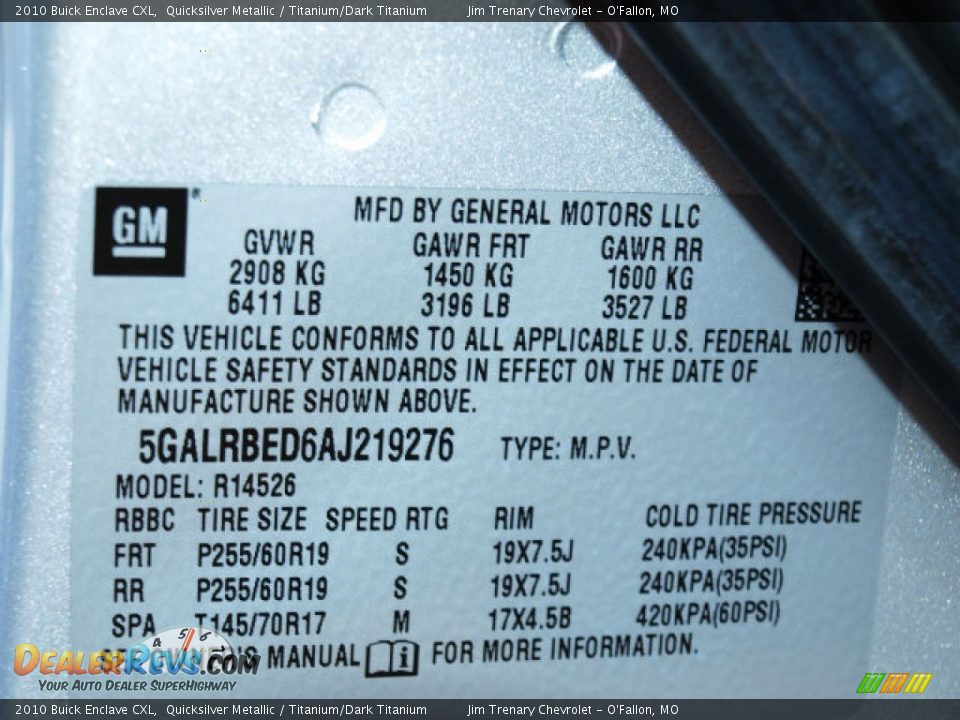 2010 Buick Enclave CXL, Quicksilver Metallic / Titanium/Dark Titanium Jim Trenary Chevrolet - O'Fallon, MO
GM
MFD BY GENERAL MOTORS LLC
GVWR GAWR FRT GAWR RR
2908 KG 1450 KG 1600 KG
6411 LB 3196 LB 3527 LB
THIS VEHICLE CONFORMS TO ALL APPLICABLE U.S. FEDERAL MOTOR
VEHICLE SAFETY STANDARDS IN EFFECT ON THE DATE OF
MANUFACTURE SHOWN ABOVE.
5GALRBED6AJ219276 TYPE: M.P.V.
MODEL: R14526
RBBC TIRE SIZE SPEED RTG RIM COLD TIRE PRESSURE
FRT P255/60R19 S 19X7.5J 240KPA(35PSI)
RR P255/60R19 S 19X7.5J 240KPA(35PSI)
SPA T145/70R17 M 17X4.5B 420KPA(60PSI)
MANUAL i FOR MORE INFORMATION.
4 5 6
DEALERREVS.COM
YOUR AUTO DEALER SUPERHIGHWAY
2010 Buick Enclave CXL, Quicksilver Metallic / Titanium/Dark Titanium Jim Trenary Chevrolet - O'Fallon, MO